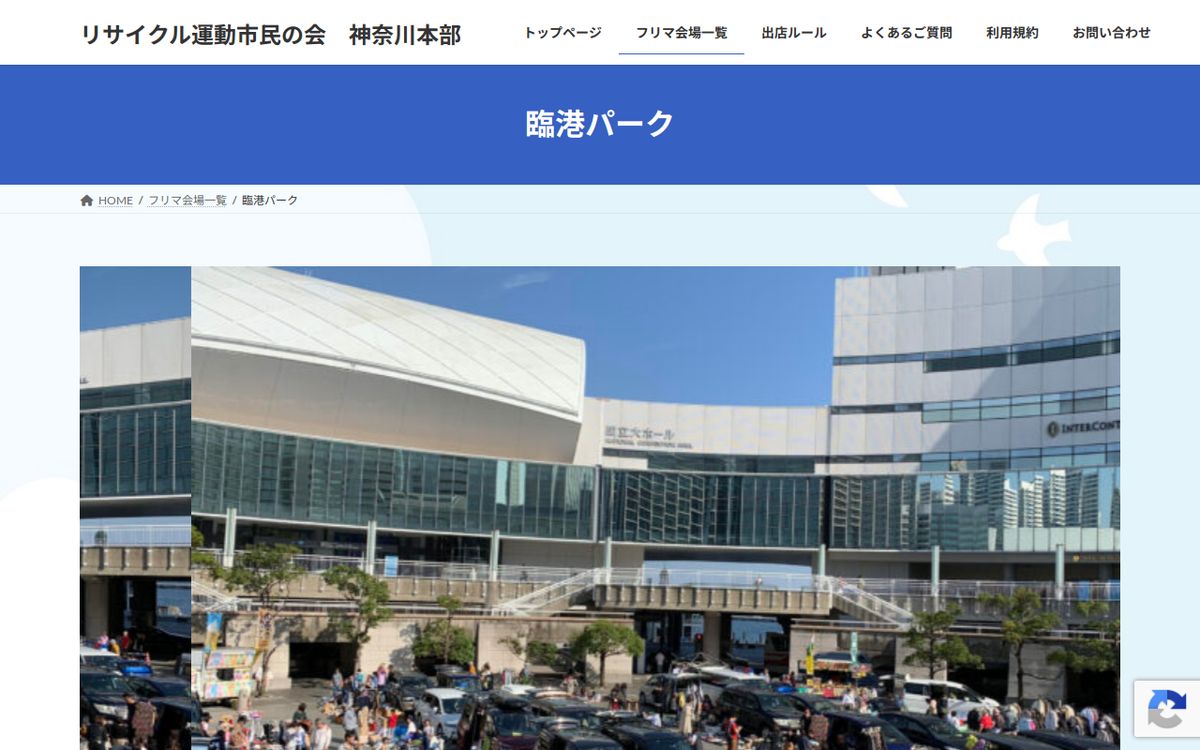 リサイクル運動市民の会　神奈川本部
トップページ
フリマ会場一覧
出店ルール
よくあるご質問
利用規約
お問い合わせ
臨港パーク
HOME / フリマ会場一覧 / 臨港パーク
国立大ホール
INTERCONT